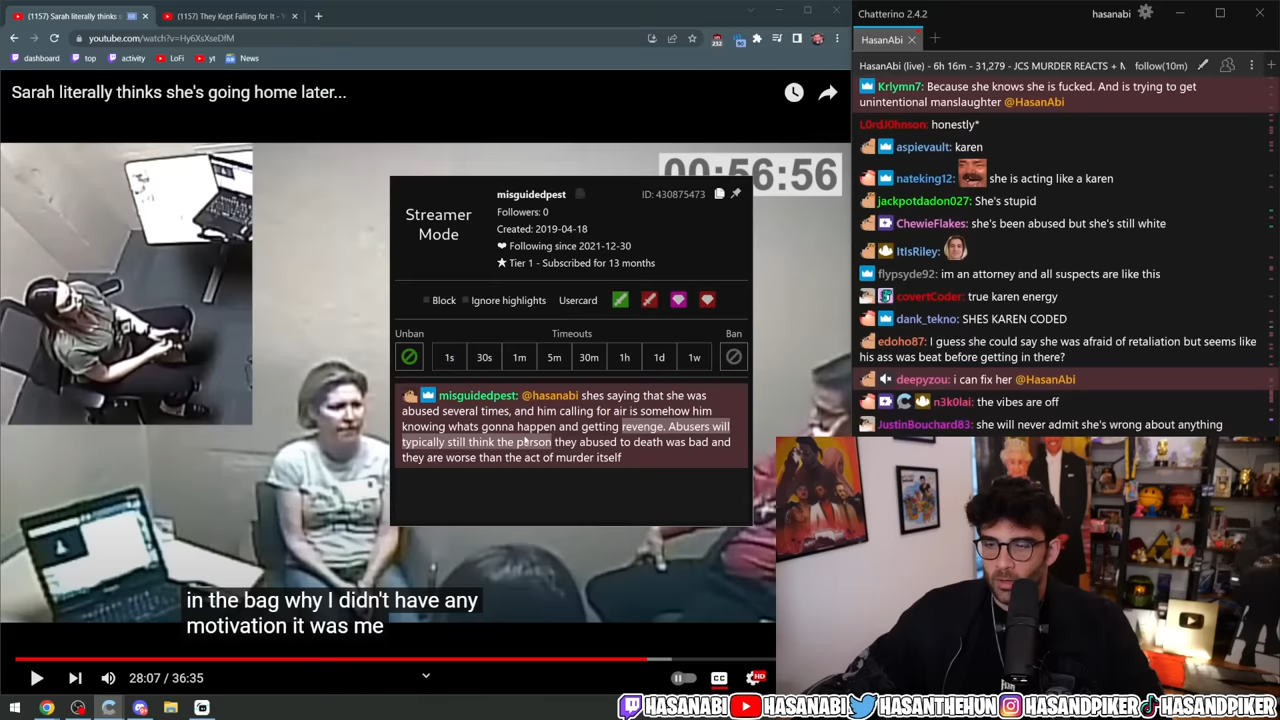 (1157) Sarah literally thinks s
(1157) They Kept Falling for It -
youtube.com/watch?v=Hy6XsXseDfM
dashboard
top
activity
LoFi
yt
News
Sarah literally thinks she's going home later...
00:56:56
Streamer
Mode
misguidedpest
ID: 430875473
Followers: 0
Created: 2019-04-18
❤ Following since 2021-12-30
★ Tier 1 - Subscribed for 13 months
Block
Ignore highlights
Usercard
Unban
Timeouts
Ban
1s
30s
1m
5m
30m
1h
1d
1w
misguidedpest: @hasanabi shes saying that she was
abused several times, and him calling for air is somehow him
knowing whats gonna happen and getting revenge. Abusers will
typically still think the person they abused to death was bad and
they are worse than the act of murder itself
in the bag why I didn't have any
motivation it was me
28:07 / 36:35
CC
HD
Chatterino 2.4.2
hasanabi
HasanAbi
HasanAbi (live) - 6h 16m - 31,279 - JCS MURDER REACTS + N
follow(10m)
Krlymn7: Because she knows she is fucked. And is trying to get
unintentional manslaughter @HasanAbi
L0rdJ0hnson: honestly*
aspievault: karen
nateking12: she is acting like a karen
jackpotdadon027: She's stupid
ChewieFlakes: she's been abused but she's still white
ItIsRiley:
flypsyde92: im an attorney and all suspects are like this
covertCoder: true karen energy
dank_tekno: SHES KAREN CODED
edoho87: I guess she could say she was afraid of retaliation but seems like
his ass was beat before getting in there?
deepyzou: i can fix her @HasanAbi
n3k0lai: the vibes are off
JustinBouchard83: she will never admit she's wrong about anything
HASANABI
HASANABI
HASANTHEHUN
HASANDPIKER
HASANDPIKER